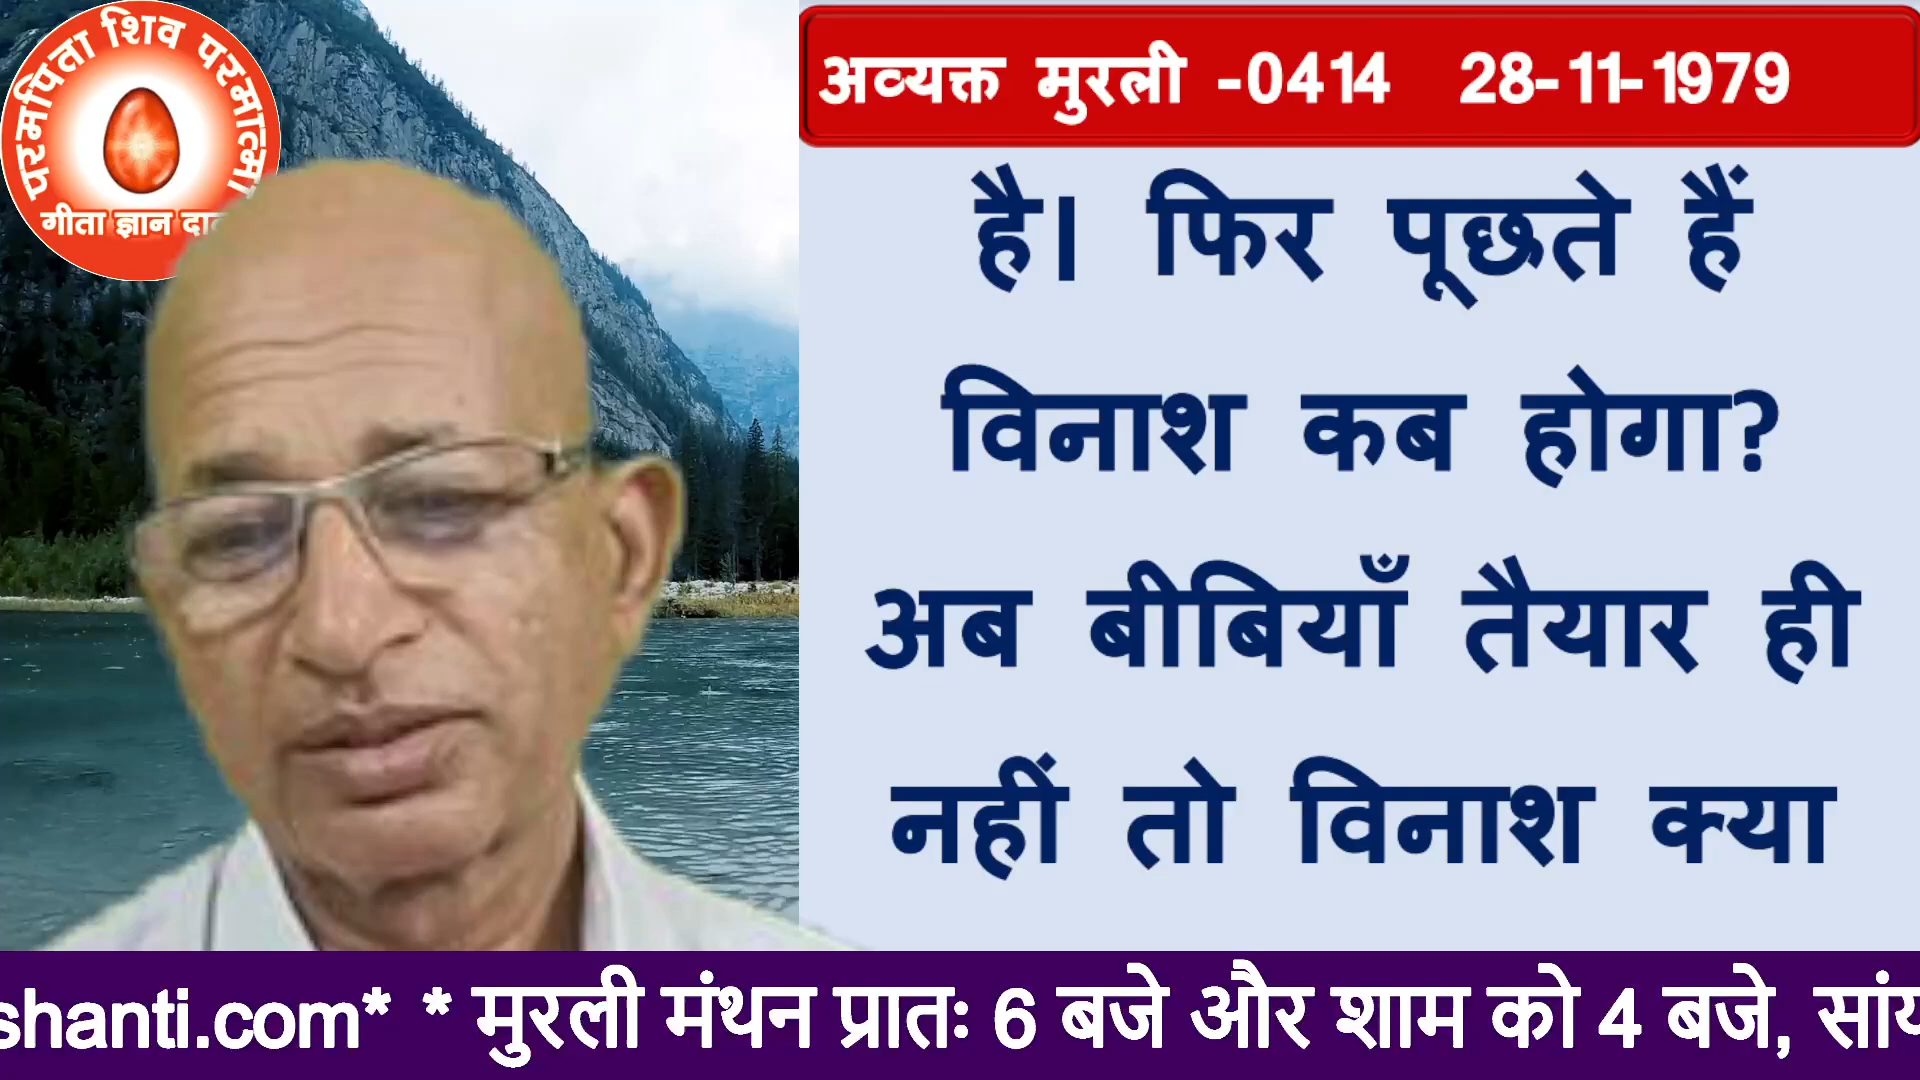 परमपिता शिव परमात्मा
गीता ज्ञान
अव्यक्त मुरली -0414 28-11-1979
है। फिर पूछते हैं
विनाश कब होगा?
अब बीबियाँ तैयार ही
नहीं तो विनाश क्या
shanti.com* * मुरली मंथन प्रातः 6 बजे और शाम को 4 बजे,